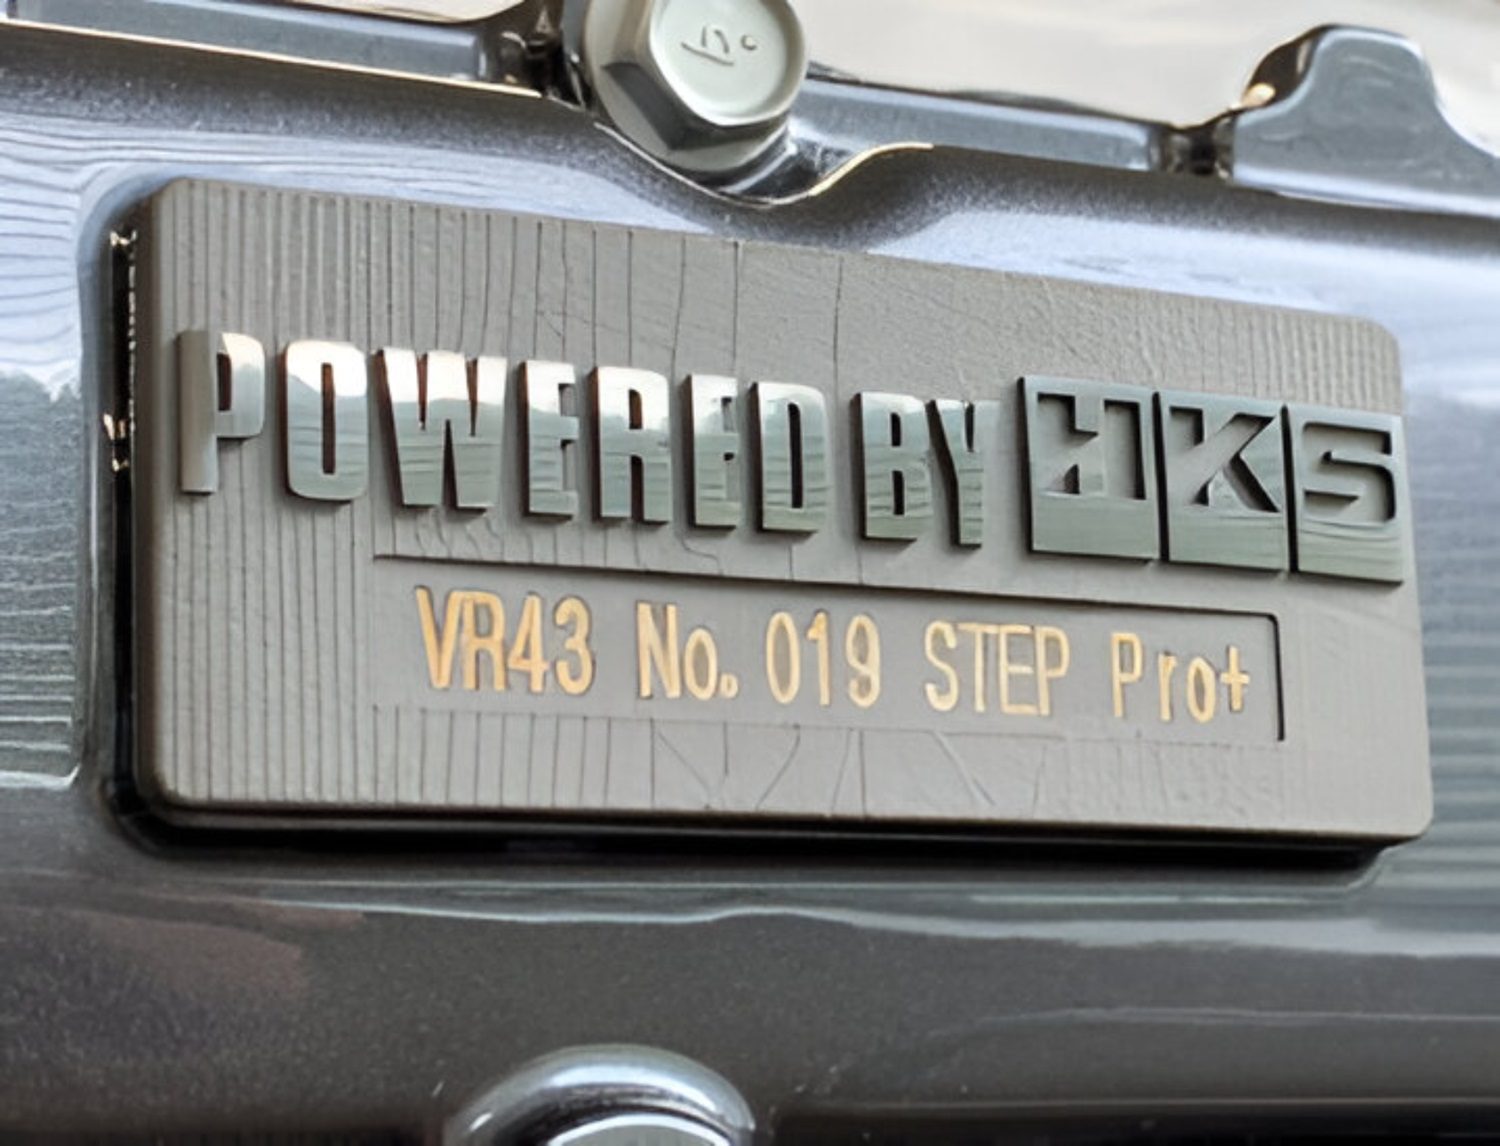 POWERED BY HKS
VR43 No. 019 STEP Pro+